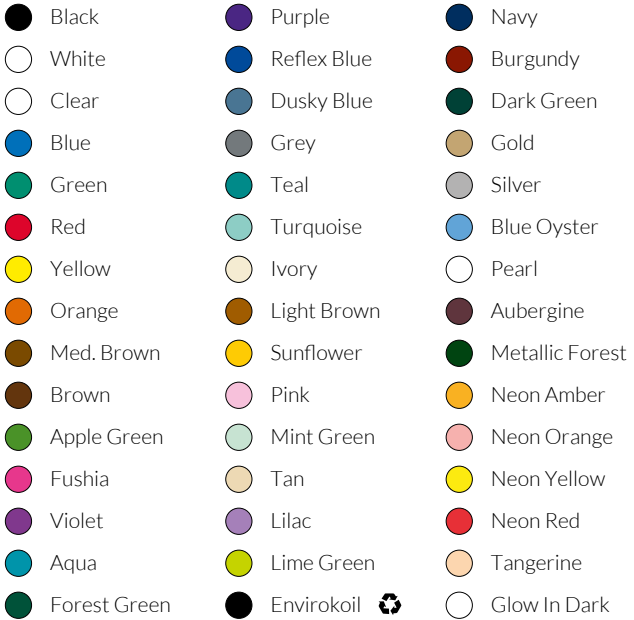 Black
White
Clear
Blue
Green
Red
Yellow
Orange
Med. Brown
Brown
Apple Green
Fushia
Violet
Aqua
Forest Green
Purple
Reflex Blue
Dusky Blue
Grey
Teal
Turquoise
Ivory
Light Brown
Sunflower
Pink
Mint Green
Tan
Lilac
Lime Green
Envirokoil
Navy
Burgundy
Dark Green
Gold
Silver
Blue Oyster
Pearl
Aubergine
Metallic Forest
Neon Amber
Neon Orange
Neon Yellow
Neon Red
Tangerine
Glow In Dark